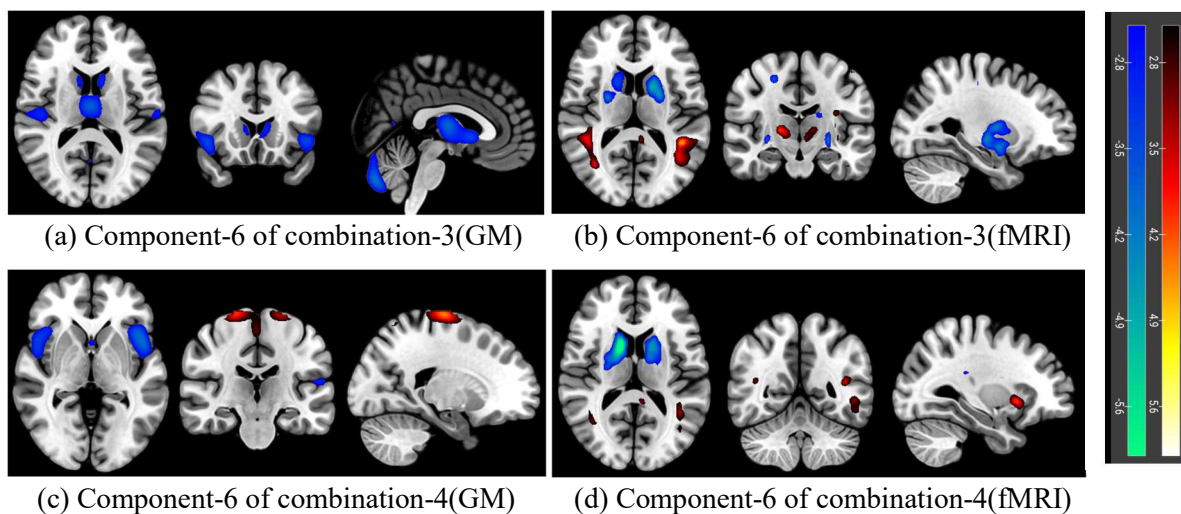 (a) Component-6 of combination-3(GM)
(b) Component-6 of combination-3(fMRI)
(c) Component-6 of combination-4(GM)
(d) Component-6 of combination-4(fMRI)
-2.8
-3.5
-4.2
-4.9
-5.6
2.8
3.5
4.2
4.9
5.6